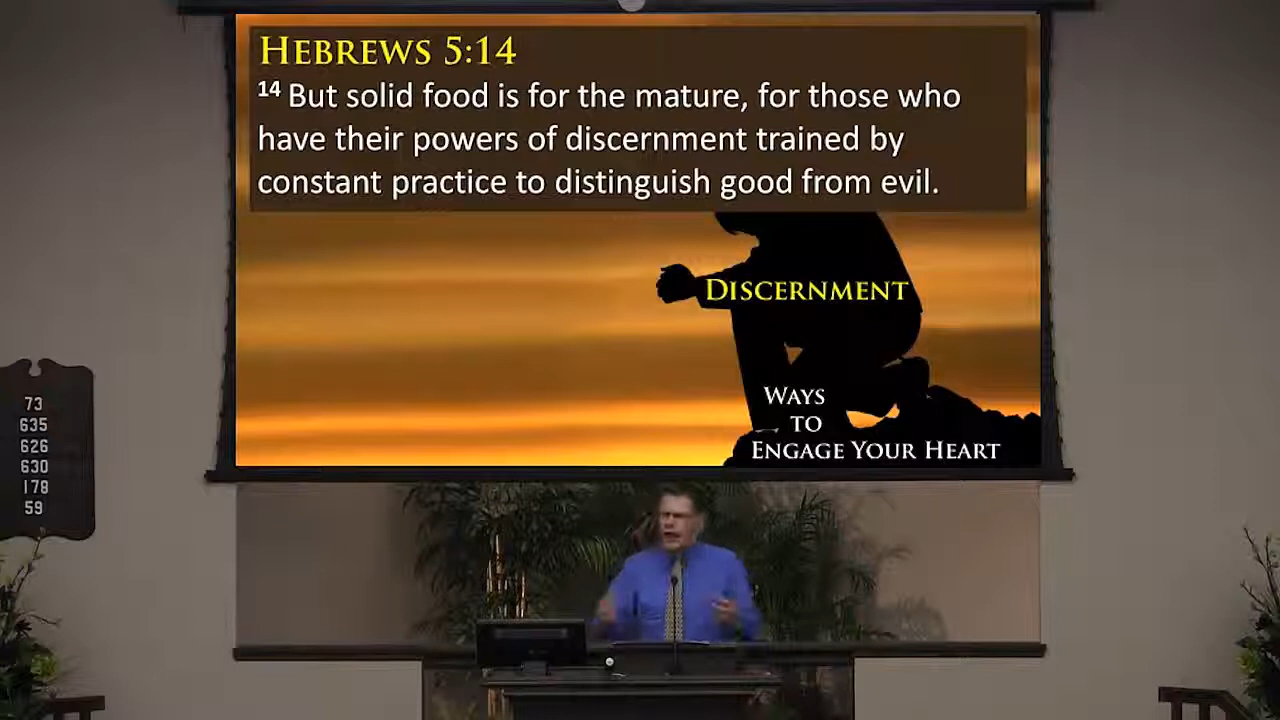 HEBREWS 5:14
14 But solid food is for the mature, for those who
have their powers of discernment trained by
constant practice to distinguish good from evil.
DISCERNMENT
WAYS
TO
ENGAGE YOUR HEART
73
635
626
630
178
59